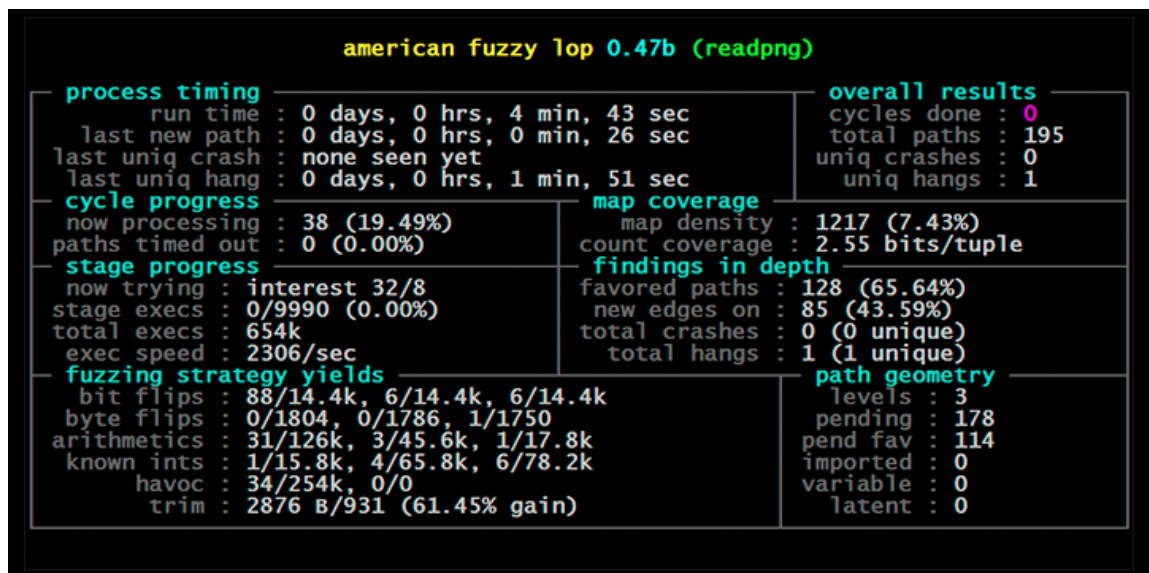 american fuzzy lop 0.47b (readpng)
process timing overall results
run time : 0 days, 0 hrs, 4 min, 43 sec cycles done : 0
last new path : 0 days, 0 hrs, 0 min, 26 sec total paths : 195
last uniq crash : none seen yet uniq crashes : 0
last uniq hang : 0 days, 0 hrs, 1 min, 51 sec uniq hangs : 1
cycle progress map coverage
now processing : 38 (19.49%) map density : 1217 (7.43%)
paths timed out : 0 (0.00%) count coverage : 2.55 bits/tuple
stage progress findings in depth
now trying : interest 32/8 favored paths : 128 (65.64%)
stage execs : 0/9990 (0.00%) new edges on : 85 (43.59%)
total execs : 654k total crashes : 0 (0 unique)
exec speed : 2306/sec total hangs : 1 (1 unique)
fuzzing strategy yields path geometry
bit flips : 88/14.4k, 6/14.4k, 6/14.4k levels : 3
byte flips : 0/1804, 0/1786, 1/1750 pending : 178
arithmetics : 31/126k, 3/45.6k, 1/17.8k pend fav : 114
known ints : 1/15.8k, 4/65.8k, 6/78.2k imported : 0
havoc : 34/254k, 0/0 variable : 0
trim : 2876 B/931 (61.45% gain) latent : 0